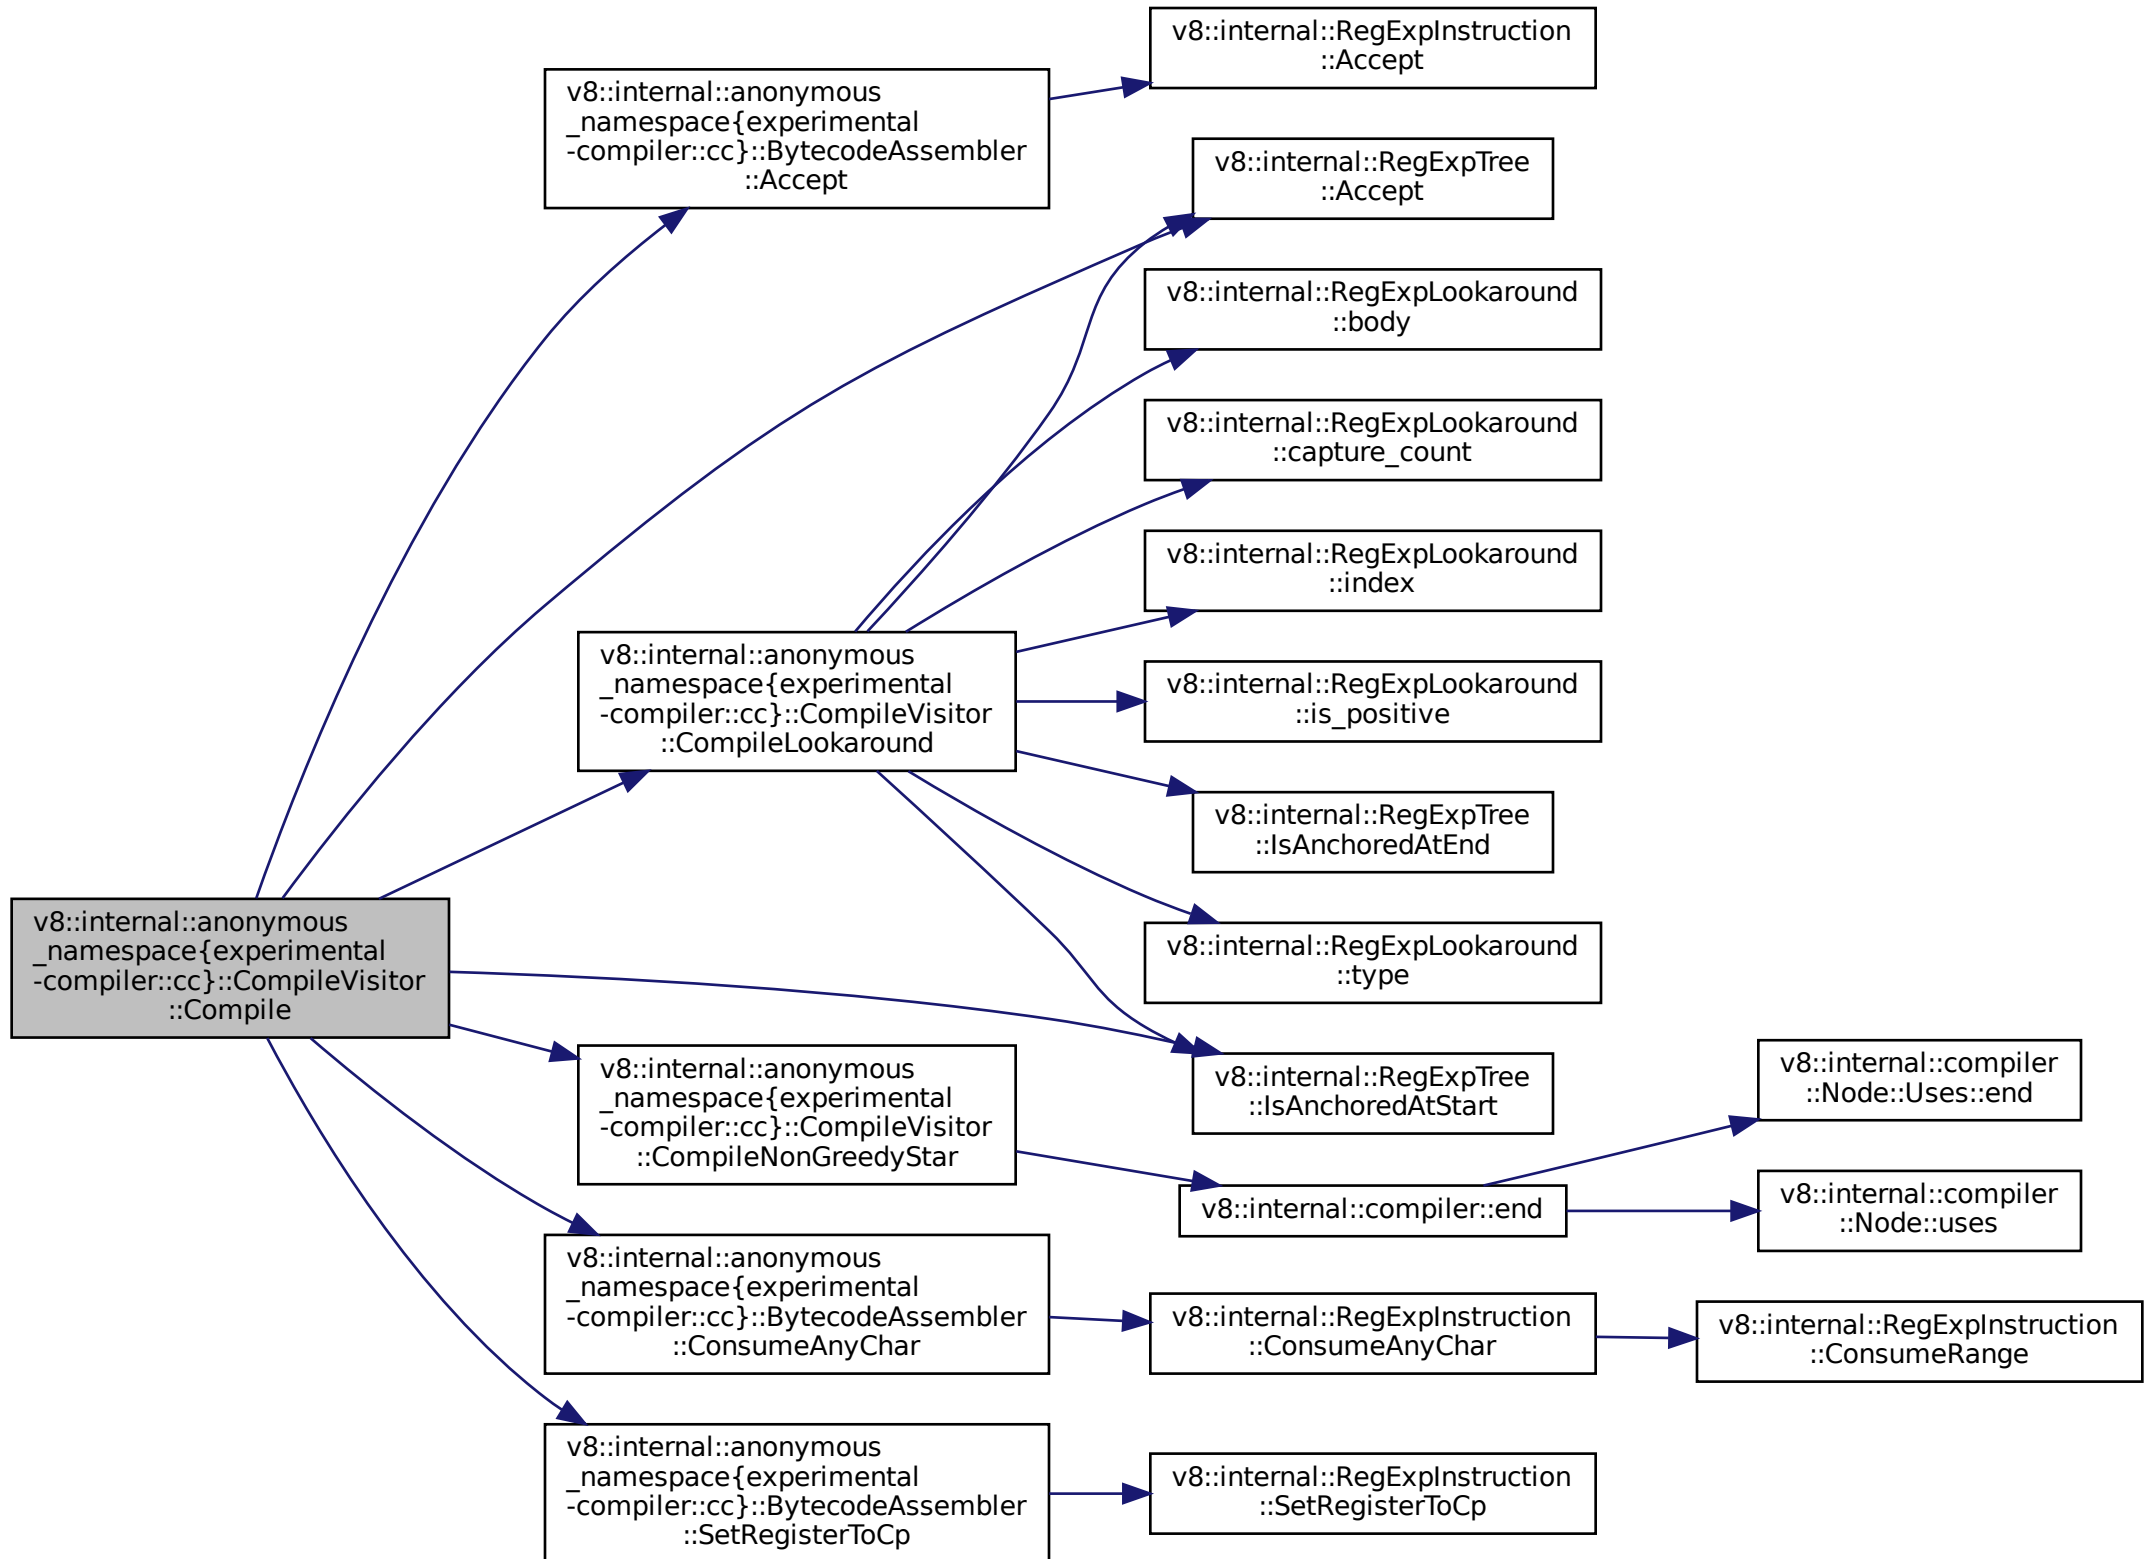 v8::internal::RegExpInstruction
::Accept
v8::internal::anonymous
_namespace{experimental
-compiler::cc}::BytecodeAssembler
::Accept
v8::internal::RegExpTree
::Accept
v8::internal::RegExpLookaround
::body
v8::internal::RegExpLookaround
::capture_count
v8::internal::RegExpLookaround
::index
v8::internal::anonymous
_namespace{experimental
-compiler::cc}::CompileVisitor
::CompileLookaround
v8::internal::RegExpLookaround
::is_positive
v8::internal::RegExpTree
::IsAnchoredAtEnd
v8::internal::anonymous
_namespace{experimental
-compiler::cc}::CompileVisitor
::Compile
v8::internal::RegExpLookaround
::type
v8::internal::anonymous
_namespace{experimental
-compiler::cc}::CompileVisitor
::CompileNonGreedyStar
v8::internal::RegExpTree
::IsAnchoredAtStart
v8::internal::compiler
::Node::Uses::end
v8::internal::compiler::end
v8::internal::compiler
::Node::uses
v8::internal::anonymous
_namespace{experimental
-compiler::cc}::BytecodeAssembler
::ConsumeAnyChar
v8::internal::RegExpInstruction
::ConsumeAnyChar
v8::internal::RegExpInstruction
::ConsumeRange
v8::internal::anonymous
_namespace{experimental
-compiler::cc}::BytecodeAssembler
::SetRegisterToCp
v8::internal::RegExpInstruction
::SetRegisterToCp